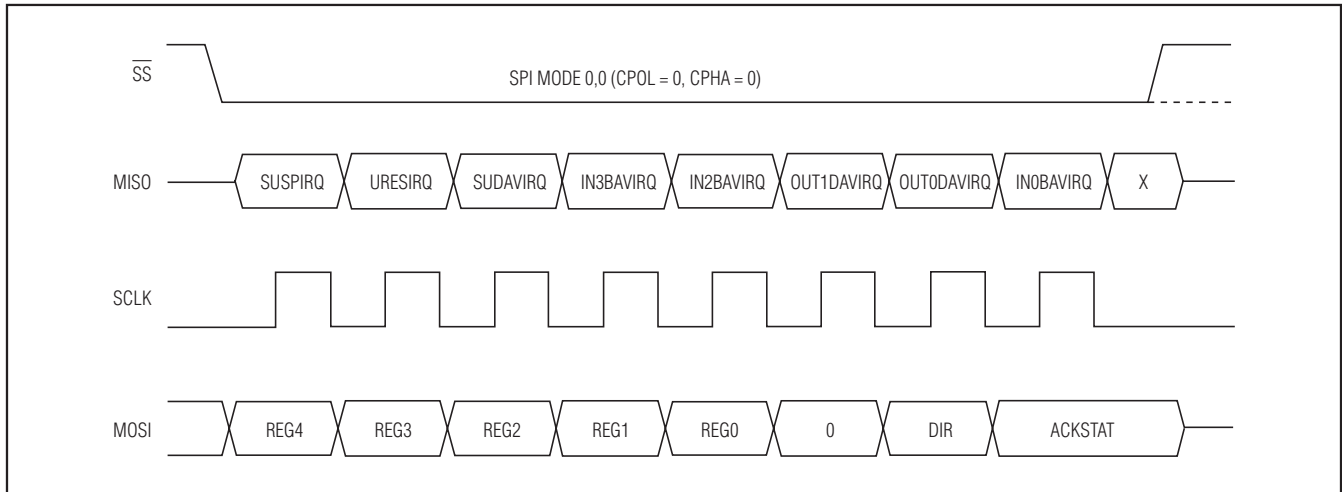 SS
SPI MODE 0,0 (CPOL = 0, CPHA = 0)
MISO SUSPIRQ URESIRQ SUDAVIRQ IN3BAVIRQ IN2BAVIRQ OUT1DAVIRQ OUT0DAVIRQ IN0BAVIRQ X
SCLK
MOSI REG4 REG3 REG2 REG1 REG0 0 DIR ACKSTAT